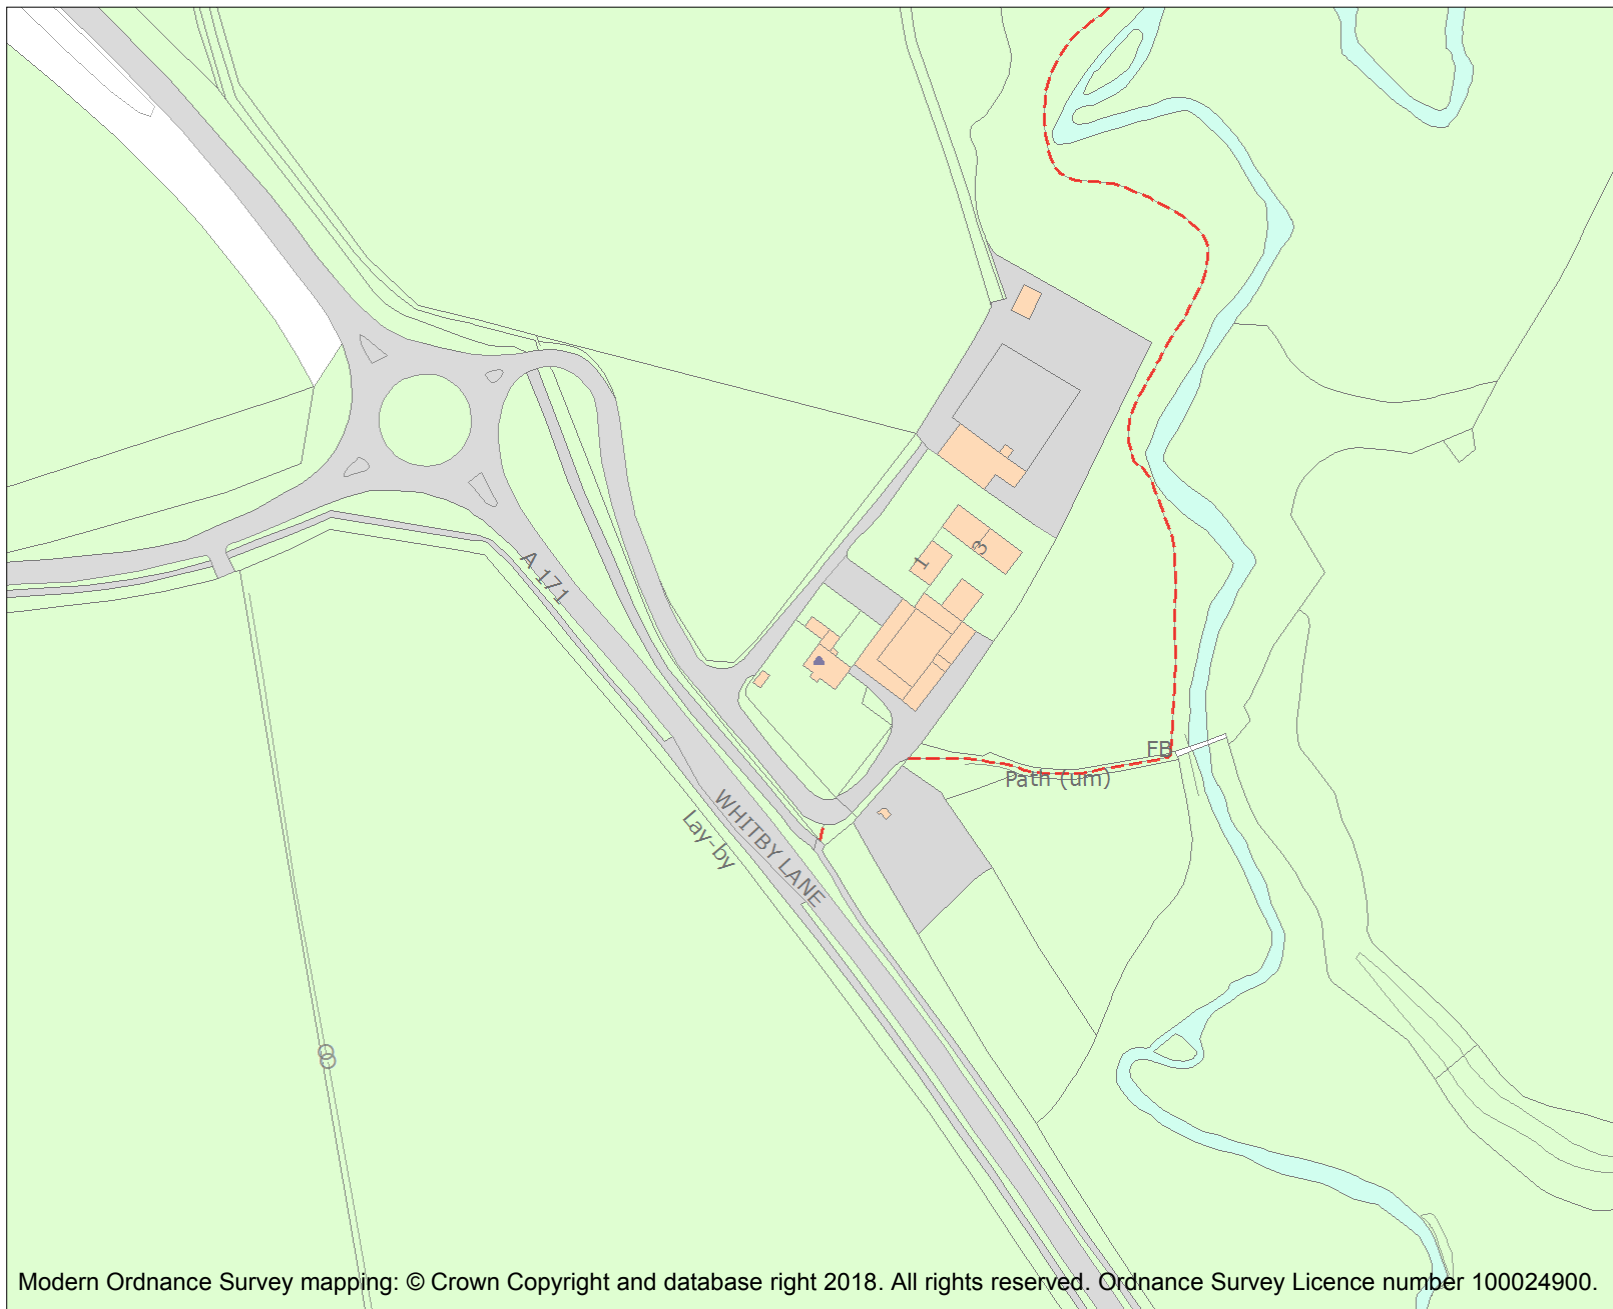 A 171
3
1
FB
Path (um)
WHITBY LANE
Lay-by
Modern Ordnance Survey mapping: © Crown Copyright and database right 2018. All rights reserved. Ordnance Survey Licence number 100024900.